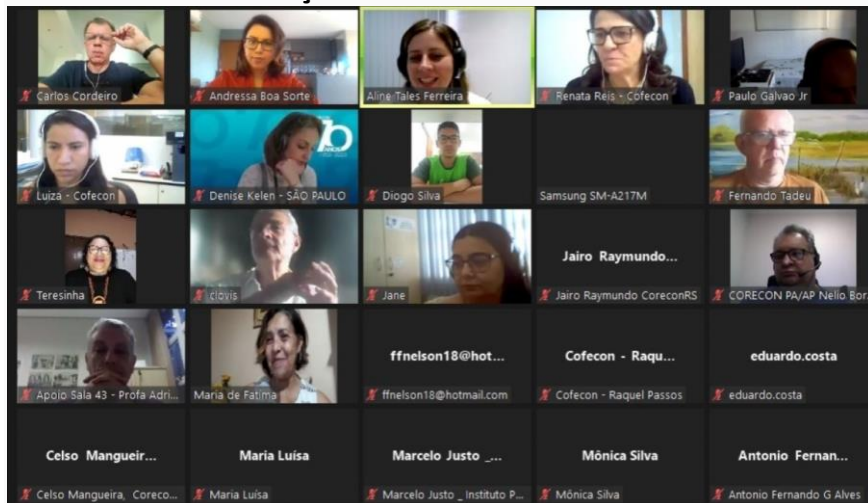 Carlos Cordeiro
Andressa Boa Sorte
Aline Tales Ferreira
Renata Reis - Cofecon
Paulo Galvao Jr
Luiza - Cofecon
Denise Kelen - SÃO PAULO
Diogo Silva
Samsung SM-A217M
Fernando Tadeu
Teresinha
clovis
Jane
Jairo Raymundo...
Jairo Raymundo CoreconRS
CORECON PA/AP Nelio Bor
Apoio Sala 43 - Profa Adri...
Maria de Fatima
ffnelson18@hot...
ffnelson18@hotmail.com
Cofecon - Raqu...
Cofecon - Raquel Passos
eduardo.costa
eduardo.costa
Celso Mangueir...
Celso Mangueira, Coreco...
Maria Luísa
Maria Luísa
Marcelo Justo _...
Marcelo Justo _ Instituto P...
Mônica Silva
Mônica Silva
Antonio Fernan...
Antonio Fernando G Alves